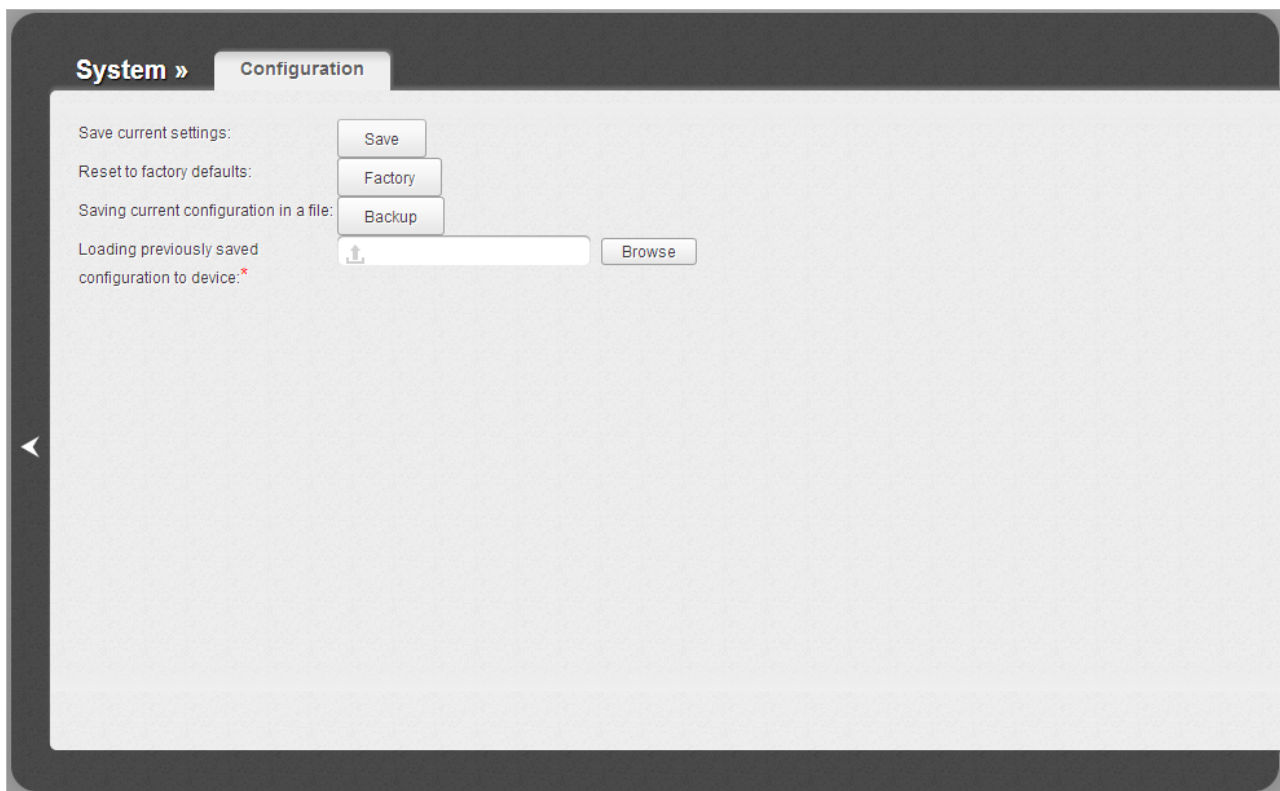 System » Configuration
Save current settings: Save
Reset to factory defaults: Factory
Saving current configuration in a file: Backup
Loading previously saved Browse
configuration to device:*